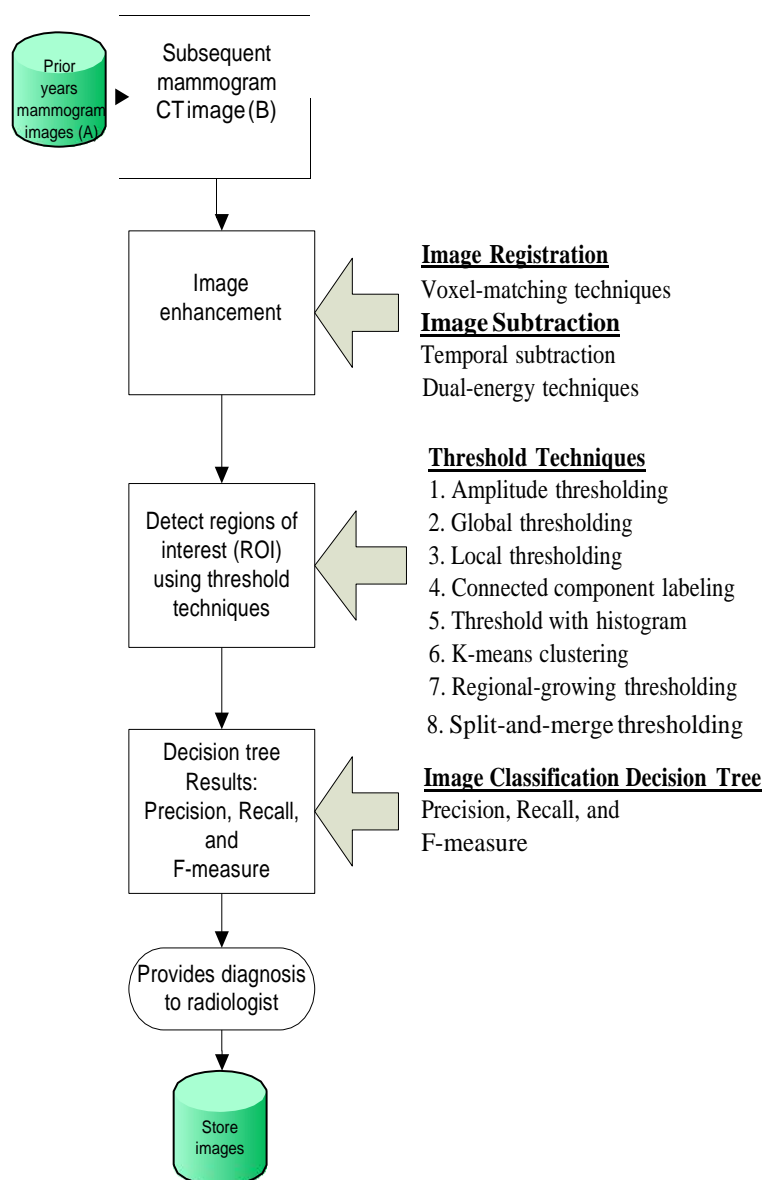 Prior
years
mammogram
images (A)
Subsequent
mammogram
CT image (B)
Image
enhancement
Image Registration
Voxel-matching techniques
Image Subtraction
Temporal subtraction
Dual-energy techniques
Detect regions of
interest (ROI)
using threshold
techniques
Threshold Techniques
1. Amplitude thresholding
2. Global thresholding
3. Local thresholding
4. Connected component labeling
5. Threshold with histogram
6. K-means clustering
7. Regional-growing thresholding
8. Split-and-merge thresholding
Decision tree
Results:
Precision, Recall,
and
F-measure
Image Classification Decision Tree
Precision, Recall, and
F-measure
Provides diagnosis
to radiologist
Store
images